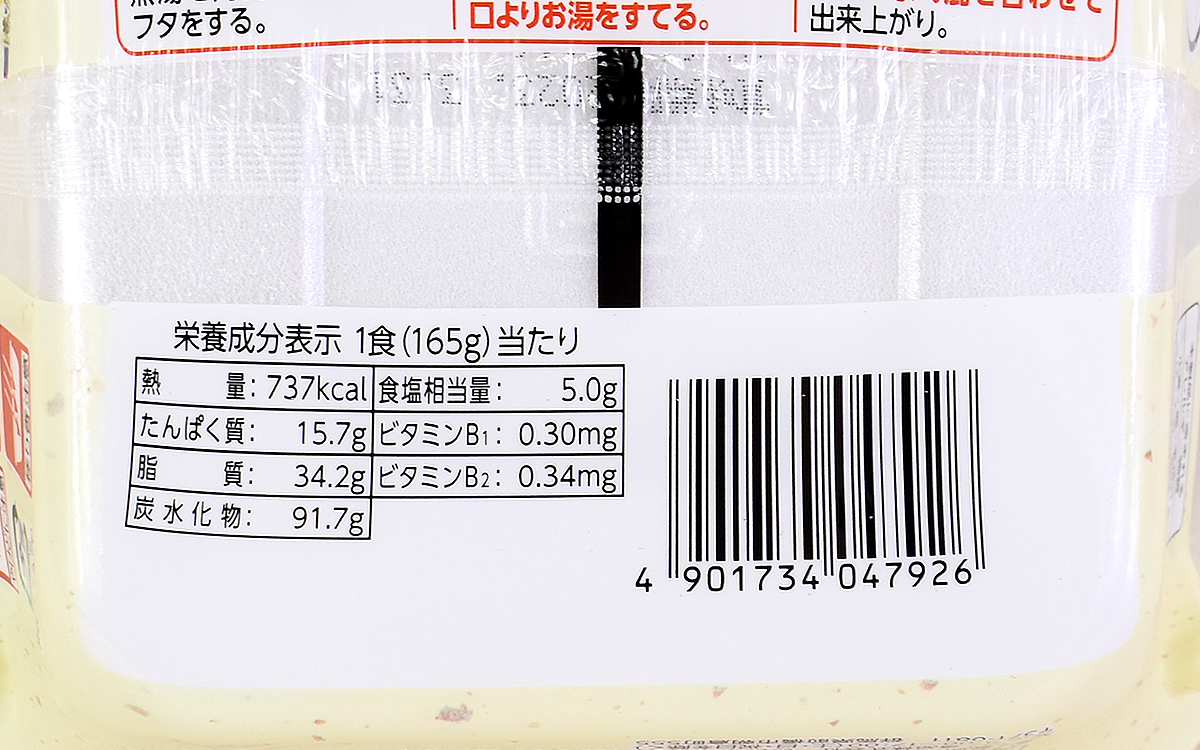 フタをする。
口よりお湯をすてる。
出来上がり。
栄養成分表示 1食(165g)当たり
熱 量: 737kcal 食塩相当量: 5.0g
たんぱく質: 15.7g ビタミンB1: 0.30mg
脂 質: 34.2g ビタミンB2: 0.34mg
炭水化物: 91.7g
4 901734 047926